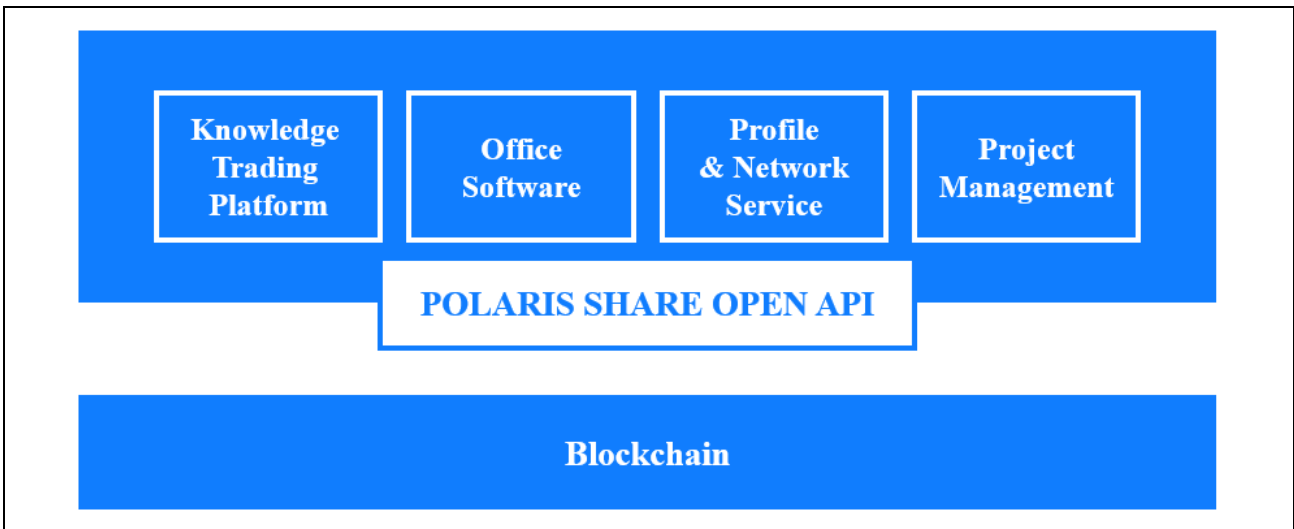 Knowledge
Trading
Platform
Office
Software
Profile
& Network
Service
Project
Management
POLARIS SHARE OPEN API
Blockchain